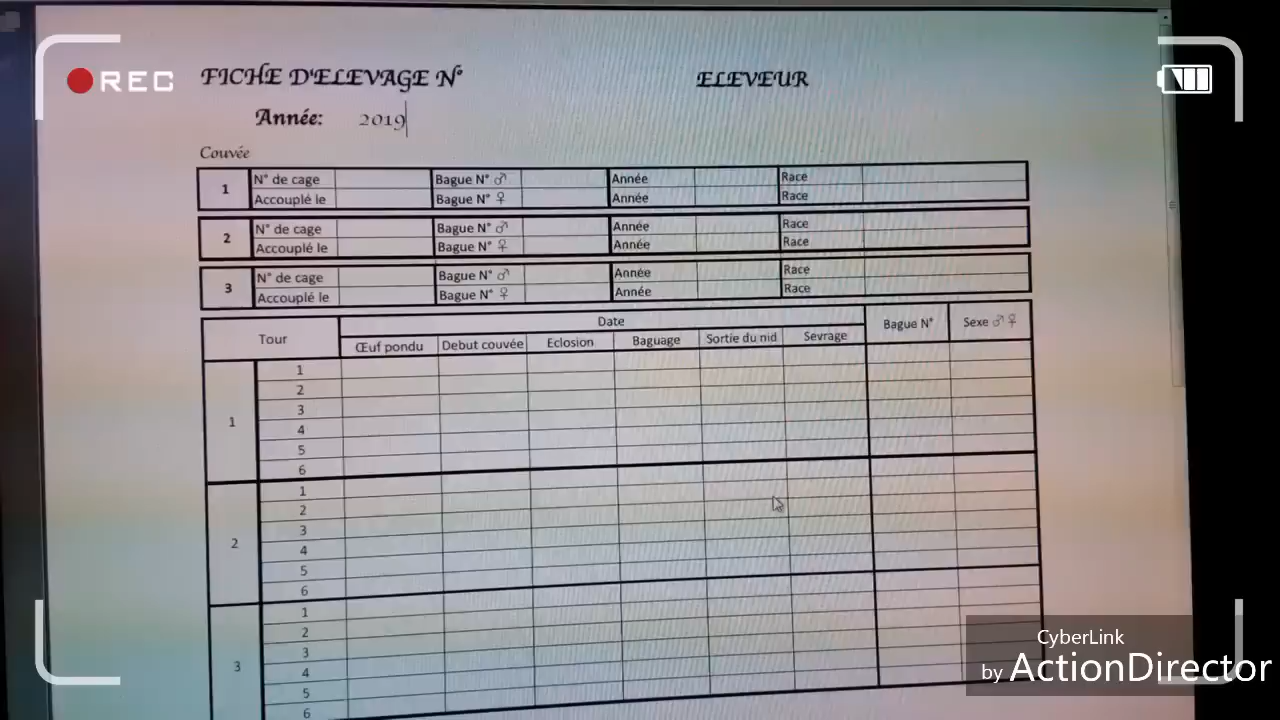 REC
FICHE D'ELEVAGE N° ELEVEUR
Année: 2019
Couvée
1 N° de cage Bague N° ♂ Année Race
Accouplé le Bague N° ♀ Année Race
2 N° de cage Bague N° ♂ Année Race
Accouplé le Bague N° ♀ Année Race
3 N° de cage Bague N° ♂ Année Race
Accouplé le Bague N° ♀ Année Race
Tour Date Bague N° Sexe ♂ ♀
Œuf pondu Debut couvée Eclosion Baguage Sortie du nid Sevrage
1
1
2
3
4
5
6
2
1
2
3
4
5
6
3
1
2
3
4
5
6
CyberLink
by ActionDirector